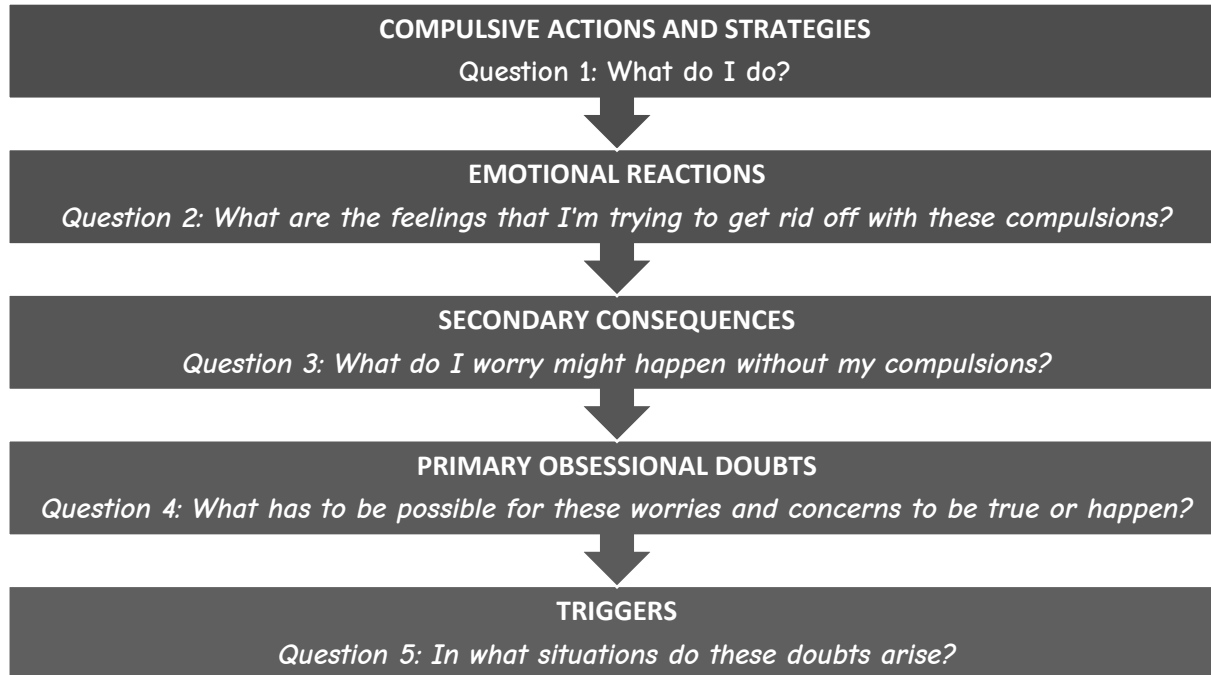 COMPULSIVE ACTIONS AND STRATEGIES
Question 1: What do I do?
EMOTIONAL REACTIONS
Question 2: What are the feelings that I'm trying to get rid off with these compulsions?
SECONDARY CONSEQUENCES
Question 3: What do I worry might happen without my compulsions?
PRIMARY OBSESSIONAL DOUBTS
Question 4: What has to be possible for these worries and concerns to be true or happen?
TRIGGERS
Question 5: In what situations do these doubts arise?